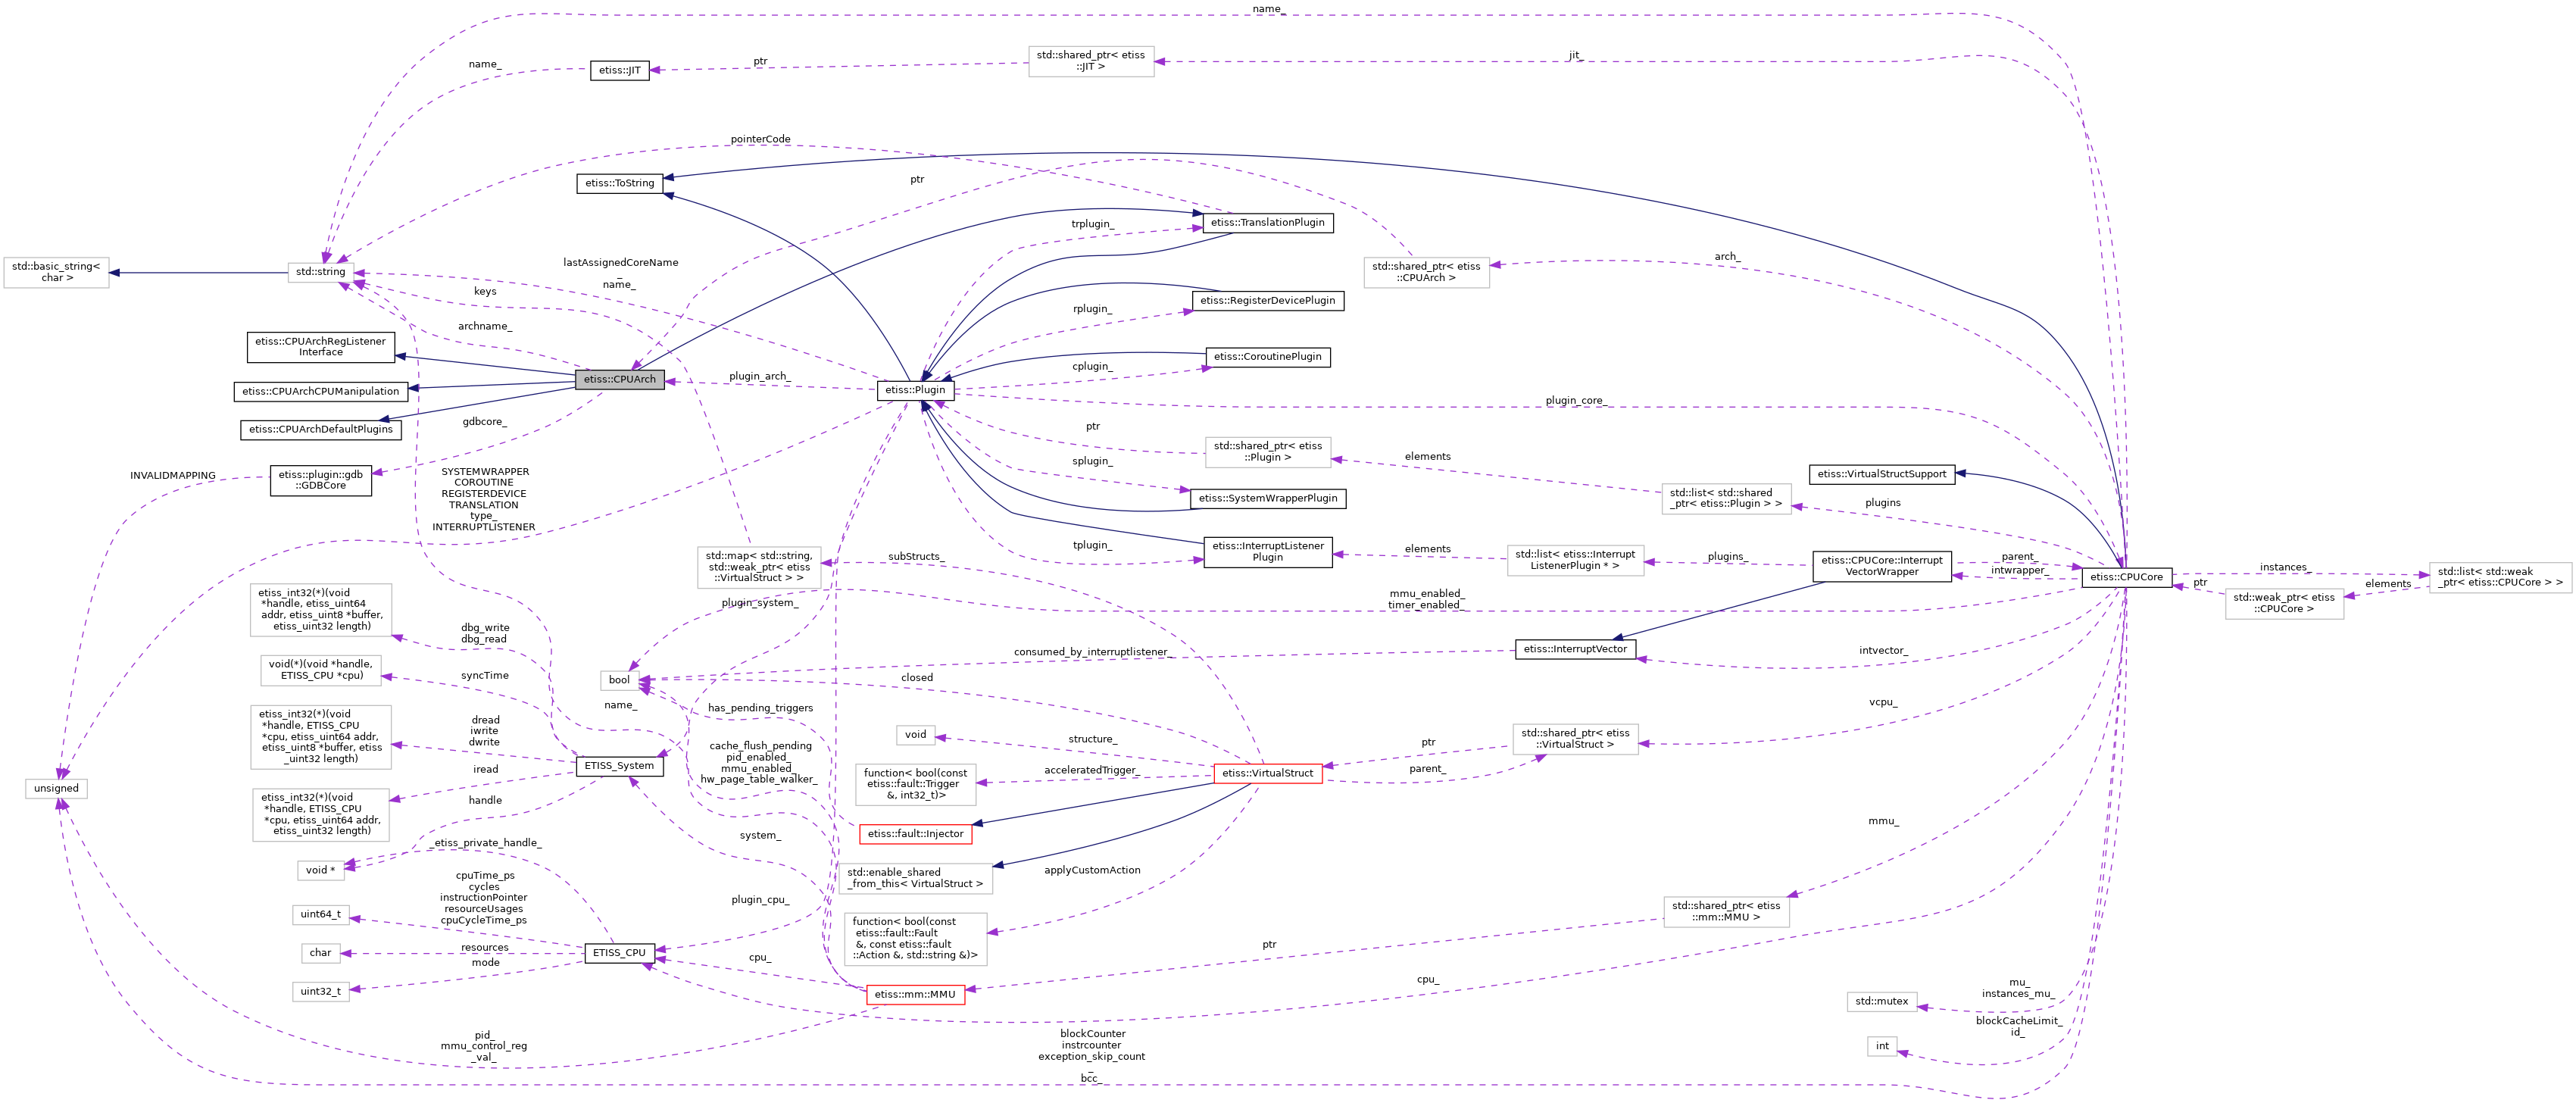 name_
jit_
std::shared_ptr< etiss
::JIT >
ptr
name_
etiss::JIT
pointerCode
etiss::ToString
ptr
etiss::TranslationPlugin
trplugin_
arch_
std::shared_ptr< etiss
::CPUArch >
std::basic_string<
char >
std::string
lastAssignedCoreName
_
name_
keys
etiss::RegisterDevicePlugin
rplugin_
archname_
etiss::CPUArchRegListener
Interface
etiss::CoroutinePlugin
cplugin_
etiss::CPUArch
plugin_arch_
etiss::Plugin
etiss::CPUArchCPUManipulation
plugin_core_
gdbcore_
etiss::CPUArchDefaultPlugins
ptr
std::shared_ptr< etiss
::Plugin >
elements
splugin_
etiss::VirtualStructSupport
INVALIDMAPPING
etiss::plugin::gdb
::GDBCore
SYSTEMWRAPPER
COROUTINE
REGISTERDEVICE
TRANSLATION
type_
INTERRUPTLISTENER
etiss::SystemWrapperPlugin
std::list< std::shared
_ptr< etiss::Plugin > >
plugins
tplugin_
etiss::InterruptListener
Plugin
elements
std::list< etiss::Interrupt
ListenerPlugin * >
plugins_
etiss::CPUCore::Interrupt
VectorWrapper
parent_
intwrapper_
etiss::CPUCore
instances_
std::list< std::weak
_ptr< etiss::CPUCore > >
elements
ptr
std::weak_ptr< etiss
::CPUCore >
std::map< std::string,
std::weak_ptr< etiss
::VirtualStruct > >
subStructs_
plugin_system_
mmu_enabled_
timer_enabled_
etiss_int32(*)(void
*handle, etiss_uint64
addr, etiss_uint8 *buffer,
etiss_uint32 length)
dbg_write
dbg_read
consumed_by_interruptlistener_
etiss::InterruptVector
intvector_
void(*)(void *handle,
ETISS_CPU *cpu)
syncTime
bool
closed
name_
has_pending_triggers
vcpu_
etiss_int32(*)(void
*handle, ETISS_CPU
*cpu, etiss_uint64 addr,
etiss_uint8 *buffer, etiss
_uint32 length)
dread
iwrite
dwrite
void
structure_
ptr
std::shared_ptr< etiss
::VirtualStruct >
cache_flush_pending
pid_enabled_
mmu_enabled_
hw_page_table_walker_
ETISS_System
iread
function< bool(const
etiss::fault::Trigger
&, int32_t)>
acceleratedTrigger_
etiss::VirtualStruct
parent_
unsigned
etiss_int32(*)(void
*handle, ETISS_CPU
*cpu, etiss_uint64 addr,
etiss_uint32 length)
handle
system_
etiss::fault::Injector
mmu_
_etiss_private_handle_
void *
std::enable_shared
_from_this< VirtualStruct >
applyCustomAction
cpuTime_ps
cycles
instructionPointer
resourceUsages
cpuCycleTime_ps
uint64_t
plugin_cpu_
function< bool(const
etiss::fault::Fault
&, const etiss::fault
::Action &, std::string &)>
std::shared_ptr< etiss
::mm::MMU >
ptr
char
resources
ETISS_CPU
mode
uint32_t
cpu_
etiss::mm::MMU
cpu_
mu_
instances_mu_
std::mutex
blockCacheLimit_
id_
int
pid_
mmu_control_reg
_val_
blockCounter
instrcounter
exception_skip_count
_
bcc_